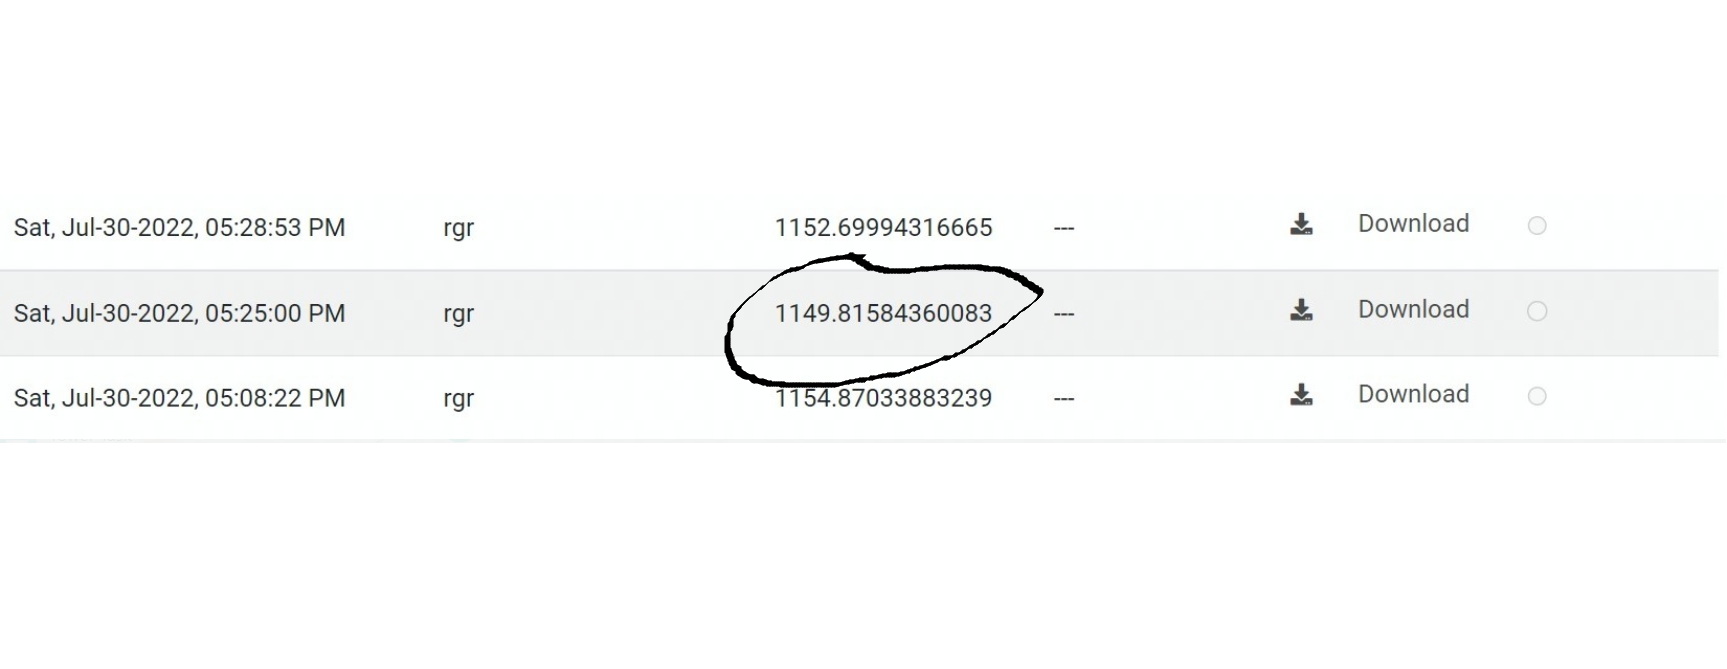 Sat, Jul-30-2022, 05:28:53 PM rgr 1152.69994316665 --- Download
Sat, Jul-30-2022, 05:25:00 PM rgr 1149.81584360083 --- Download
Sat, Jul-30-2022, 05:08:22 PM rgr 1154.87033883239 --- Download